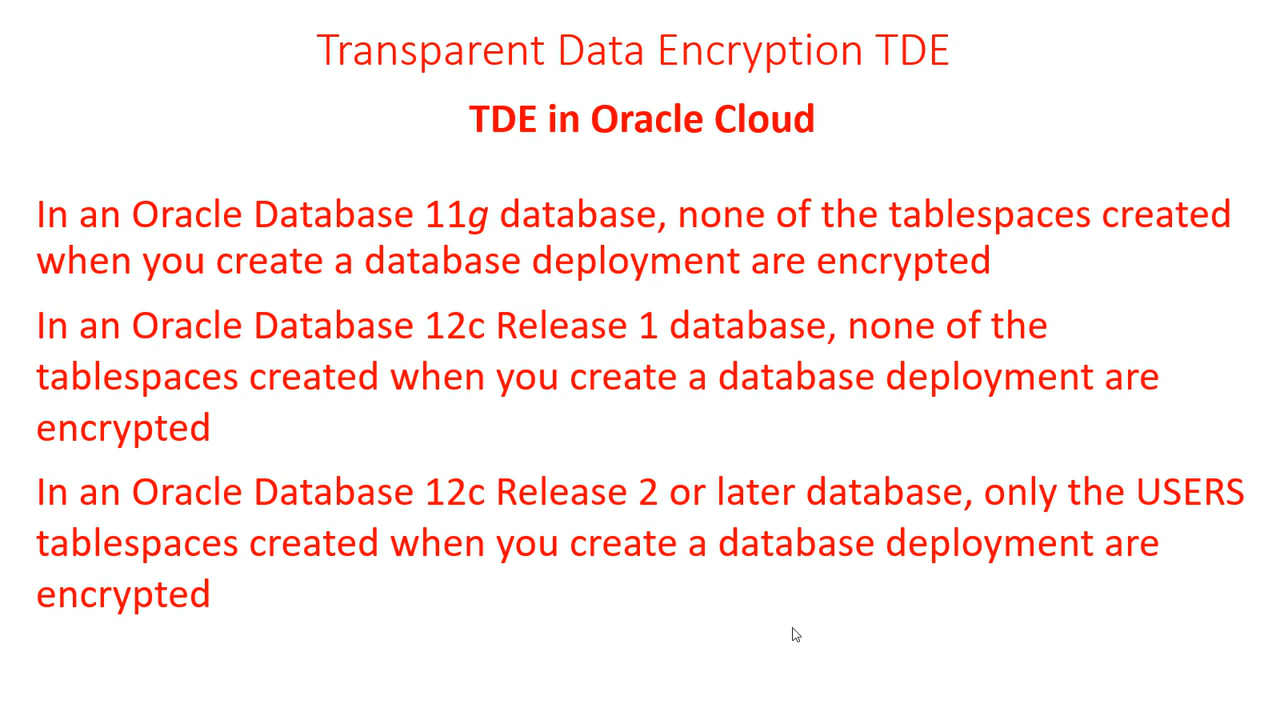 Transparent Data Encryption TDE
TDE in Oracle Cloud
In an Oracle Database 11g database, none of the tablespaces created
when you create a database deployment are encrypted
In an Oracle Database 12c Release 1 database, none of the
tablespaces created when you create a database deployment are
encrypted
In an Oracle Database 12c Release 2 or later database, only the USERS
tablespaces created when you create a database deployment are
encrypted